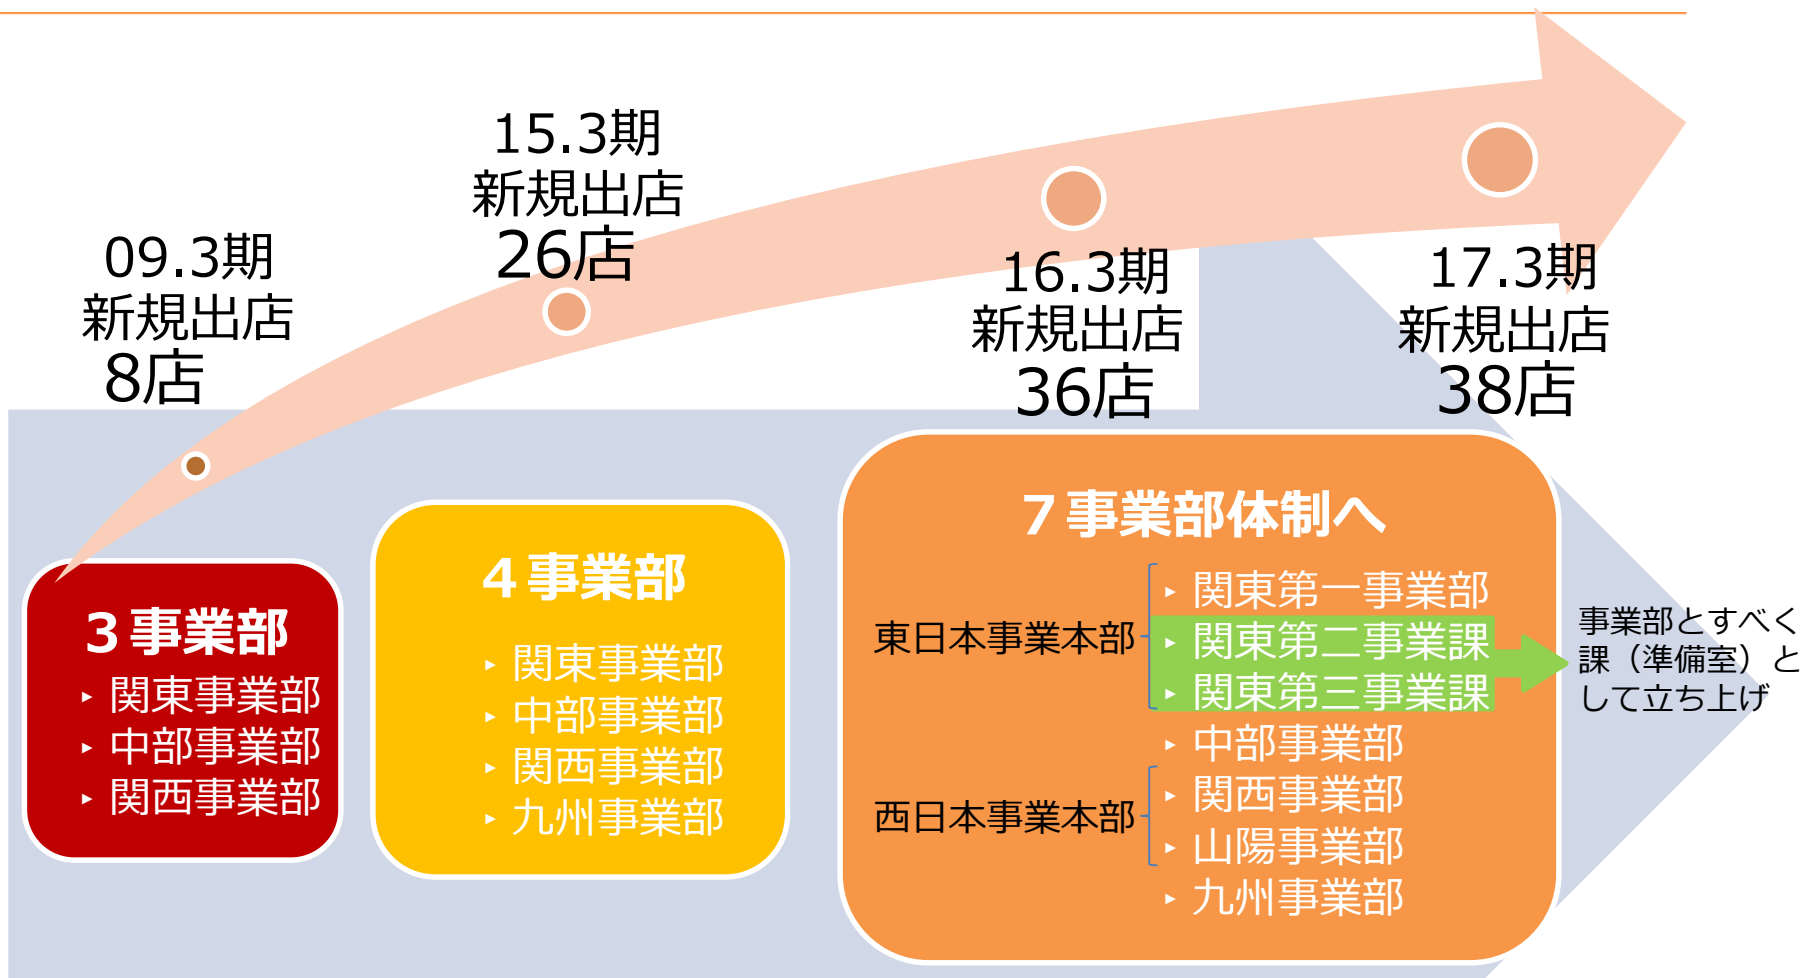 09.3期
新規出店
8店
15.3期
新規出店
26店
16.3期
新規出店
36店
17.3期
新規出店
38店
３事業部
▸ 関東事業部
▸ 中部事業部
▸ 関西事業部
４事業部
▸ 関東事業部
▸ 中部事業部
▸ 関西事業部
▸ 九州事業部
７事業部体制へ
東日本事業本部
▸ 関東第一事業部
▸ 関東第二事業課
▸ 関東第三事業課
▸ 中部事業部
西日本事業本部
▸ 関西事業部
▸ 山陽事業部
▸ 九州事業部
事業部とすべく
課（準備室）と
して立ち上げ